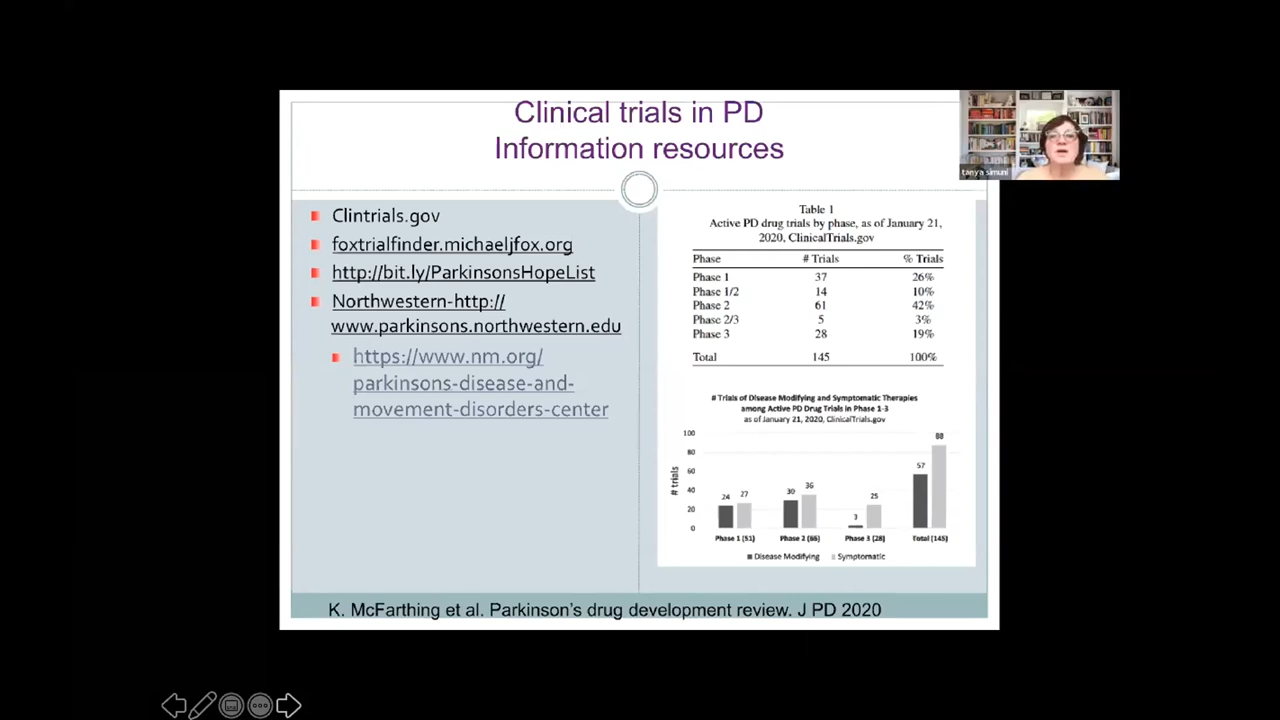 Clinical trials in PD
Information resources
tanya simuni
Clintrials.gov
foxtrialfinder.michaeljfox.org
http://bit.ly/ParkinsonsHopeList
Northwestern-http://
www.parkinsons.northwestern.edu
https://www.nm.org/
parkinsons-disease-and-
movement-disorders-center
Table 1
Active PD drug trials by phase, as of January 21,
2020, ClinicalTrials.gov
Phase # Trials % Trials
Phase 1 37 26%
Phase 1/2 14 10%
Phase 2 61 42%
Phase 2/3 5 3%
Phase 3 28 19%
Total 145 100%
# Trials of Disease Modifying and Symptomatic Therapies
among Active PD Drug Trials in Phase 1-3
as of January 21, 2020, ClinicalTrials.gov
# trials
100
80
60
40
20
0
24 27 30 36 3 25 57 88
Phase 1 (51) Phase 2 (66) Phase 3 (28) Total (145)
Disease Modifying Symptomatic
K. McFarthing et al. Parkinson's drug development review. J PD 2020